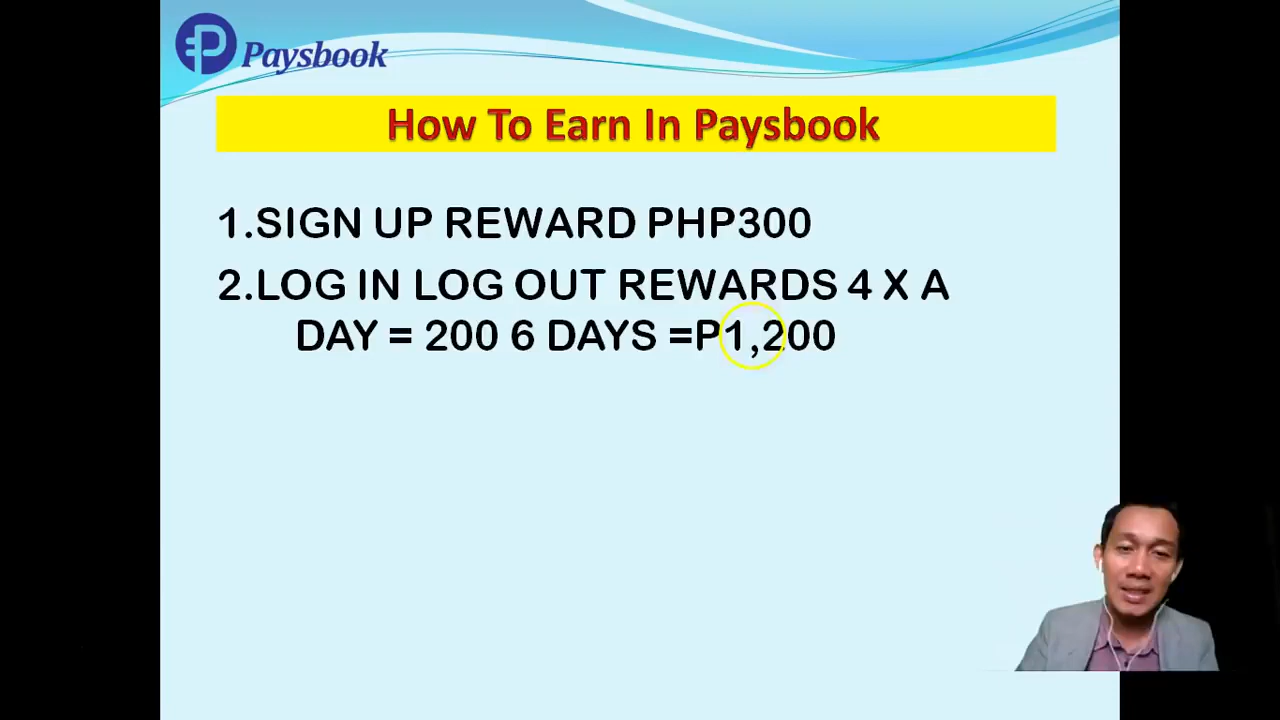 Paysbook
How To Earn In Paysbook
1.SIGN UP REWARD PHP300
2.LOG IN LOG OUT REWARDS 4 X A
DAY = 200 6 DAYS =P1,200